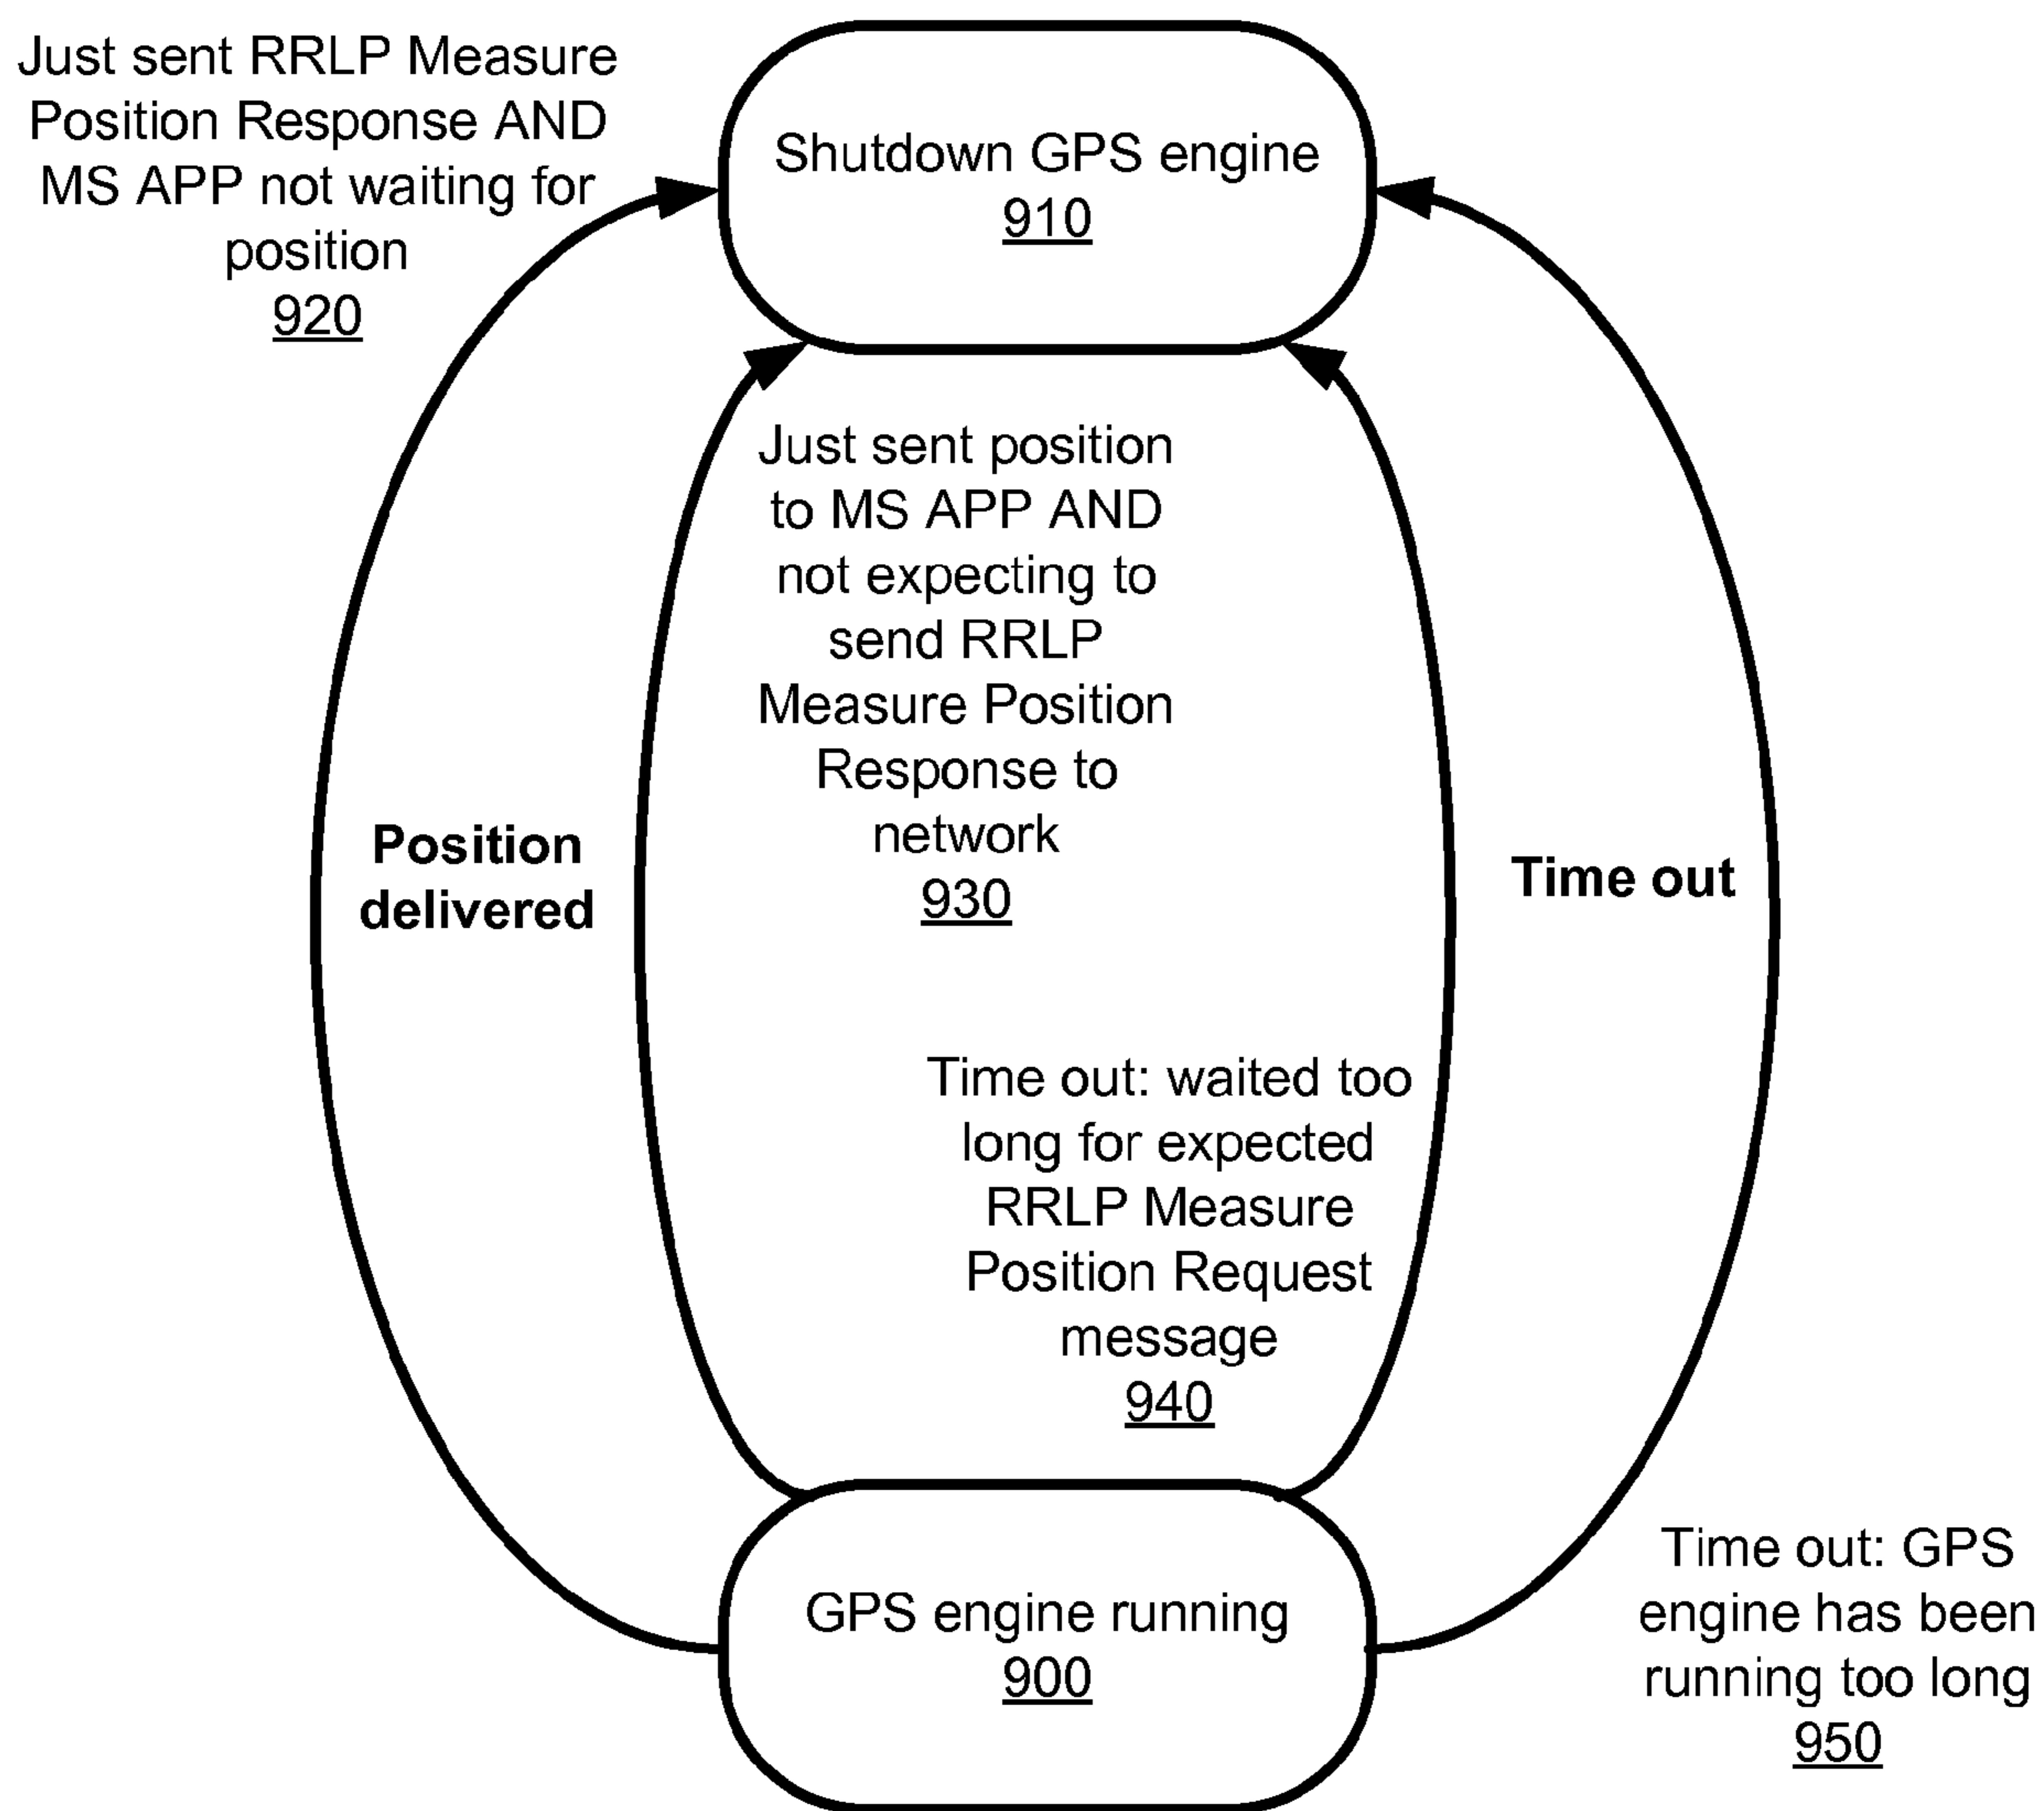 Just sent RRLP Measure
Position Response AND
MS APP not waiting for
position
920
Shutdown GPS engine
910
Just sent position
to MS APP AND
not expecting to
send RRLP
Measure Position
Response to
network
930
Position
delivered
Time out
Time out: waited too
long for expected
RRLP Measure
Position Request
message
940
GPS engine running
900
Time out: GPS
engine has been
running too long
950